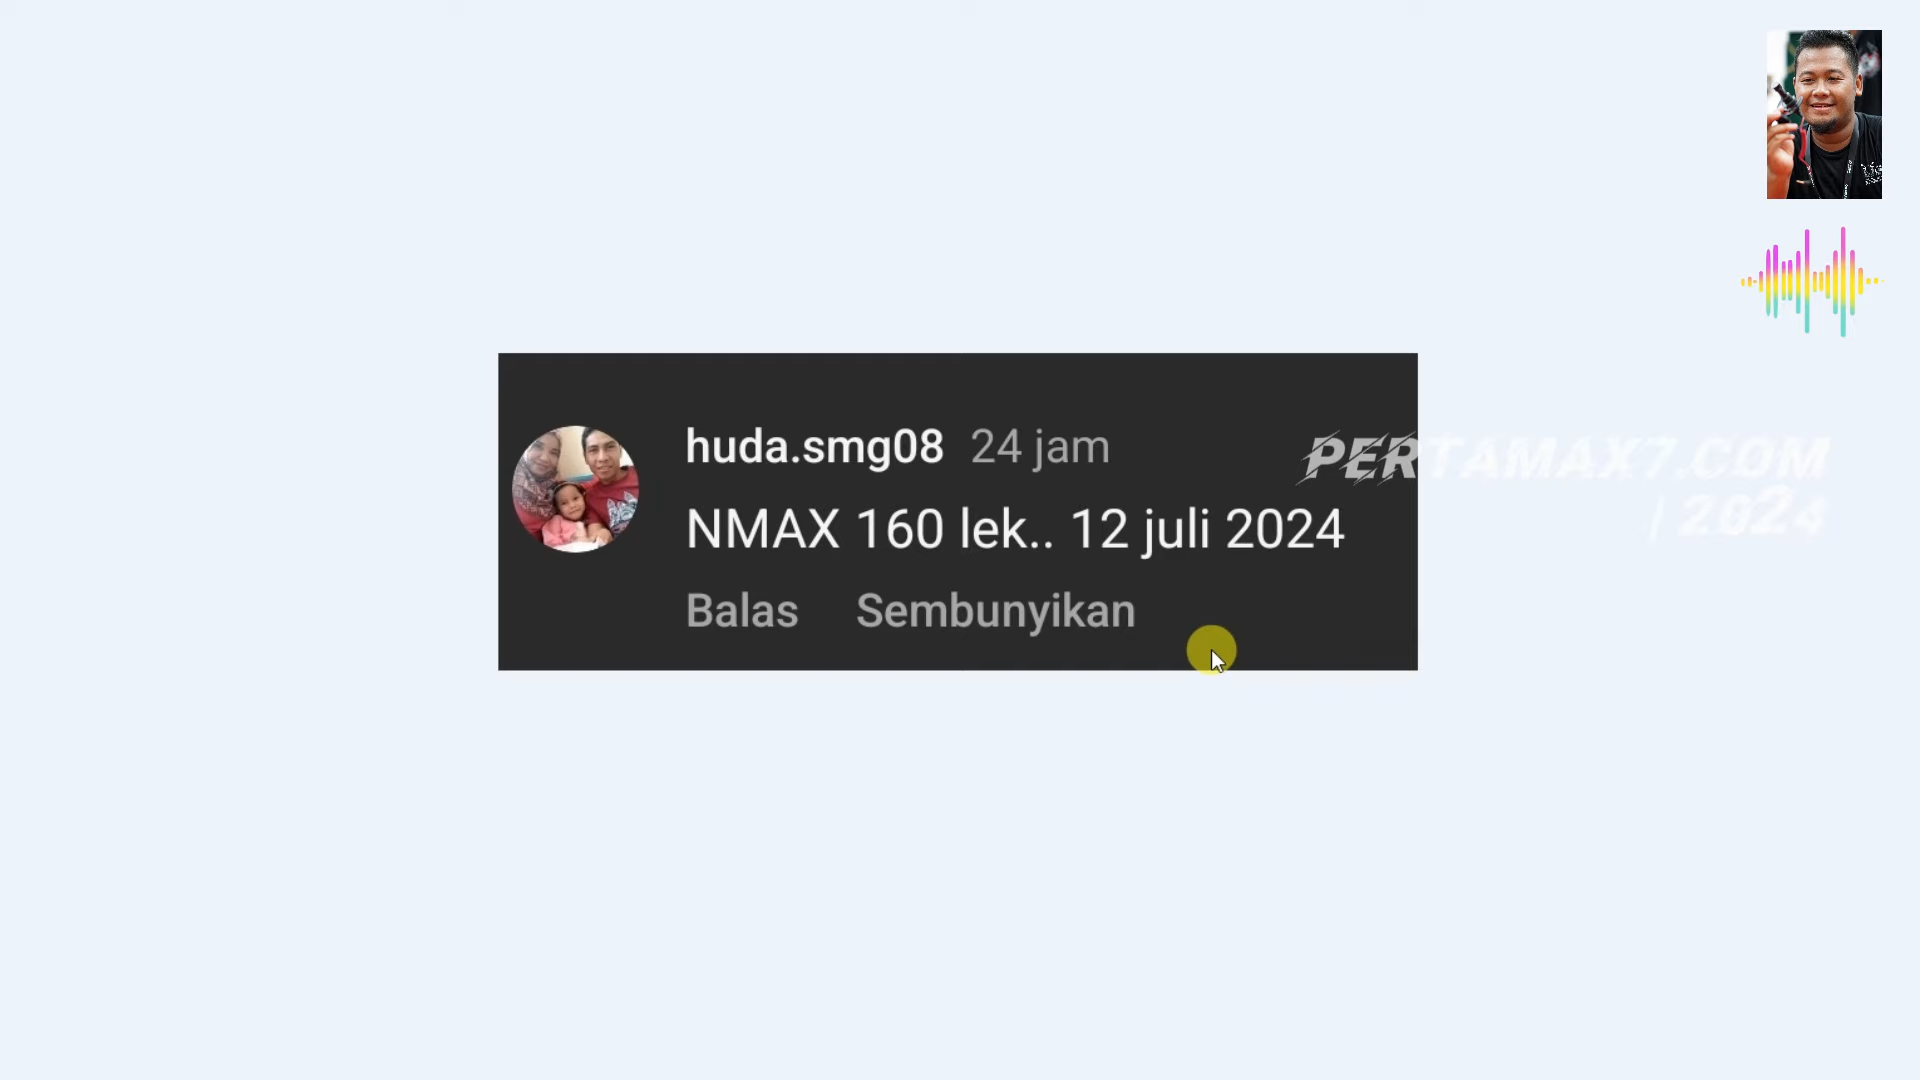 huda.smg08 24 jam
NMAX 160 lek.. 12 juli 2024
Balas Sembunyikan
PERTAMAX7.COM
| 2024